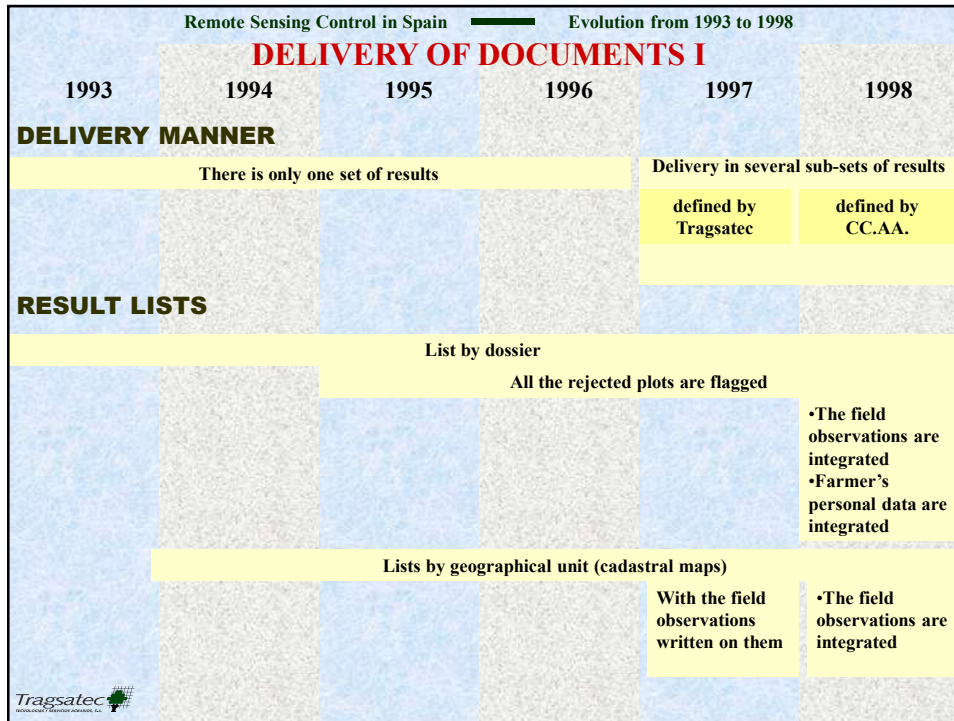 Remote Sensing Control in Spain Evolution from 1993 to 1998
DELIVERY OF DOCUMENTS I
1993 1994 1995 1996 1997 1998
DELIVERY MANNER
There is only one set of results
Delivery in several sub-sets of results
defined by
Tragsatec
defined by
CC.AA.
RESULT LISTS
List by dossier
All the rejected plots are flagged
•The field
observations are
integrated
•Farmer's
personal data are
integrated
Lists by geographical unit (cadastral maps)
With the field
observations
written on them
•The field
observations are
integrated
Tragsatec
TECNOLOGIAS Y SERVICIOS AGRARIOS, S.A.